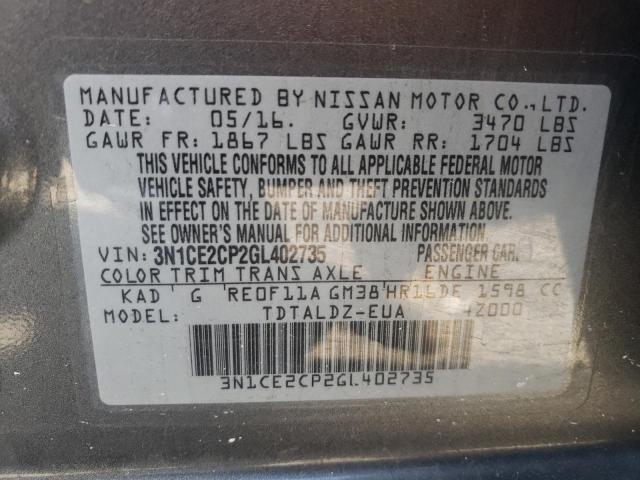 MANUFACTURED BY NISSAN MOTOR CO., LTD.
DATE: 05/16. GVWR: 3470 LBS
GAWR FR: 1867 LBS GAWR RR: 1704 LBS
THIS VEHICLE CONFORMS TO ALL APPLICABLE FEDERAL MOTOR
VEHICLE SAFETY, BUMPER AND THEFT PREVENTION STANDARDS
IN EFFECT ON THE DATE OF MANUFACTURE SHOWN ABOVE.
SEE OWNER'S MANUAL FOR ADDITIONAL INFORMATION.
VIN: 3N1CE2CP2GL402735 PASSENGER CAR.
COLOR TRIM TRANS AXLE ENGINE
KAD G RE0F11A GM38 HR16DE 1598 CC
MODEL: TDTALDZ-EUA 4Z000
3N1CE2CP2GL402735